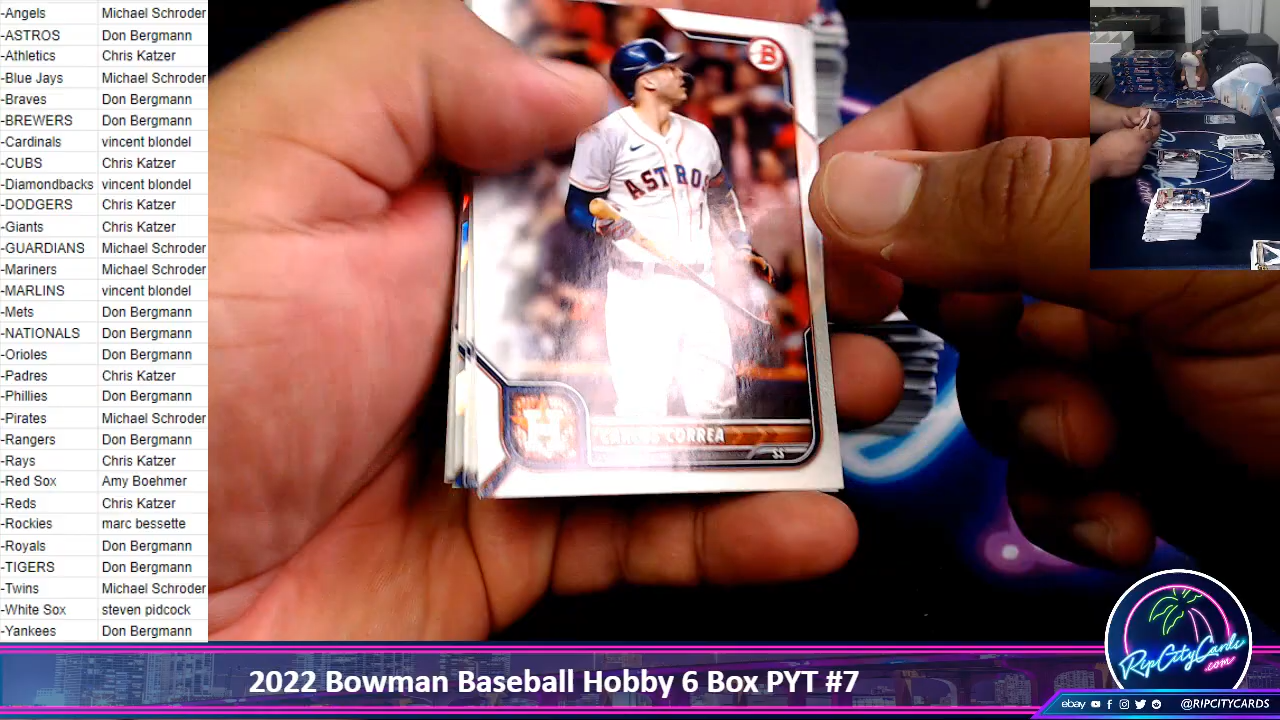 -Angels Michael Schroder
-ASTROS Don Bergmann
-Athletics Chris Katzer
-Blue Jays Michael Schroder
-Braves Don Bergmann
-BREWERS Don Bergmann
-Cardinals vincent blondel
-CUBS Chris Katzer
-Diamondbacks vincent blondel
-DODGERS Chris Katzer
-Giants Chris Katzer
-GUARDIANS Michael Schroder
-Mariners Michael Schroder
-MARLINS vincent blondel
-Mets Don Bergmann
-NATIONALS Don Bergmann
-Orioles Don Bergmann
-Padres Chris Katzer
-Phillies Don Bergmann
-Pirates Michael Schroder
-Rangers Don Bergmann
-Rays Chris Katzer
-Red Sox Amy Boehmer
-Reds Chris Katzer
-Rockies marc bessette
-Royals Don Bergmann
-TIGERS Don Bergmann
-Twins Michael Schroder
-White Sox steven pidcock
-Yankees Don Bergmann
B
ASTROS
1
H
CARLOS CORREA
SS
RipCityCards
.com
2022 Bowman Baseball Hobby 6 Box PYT #7
ebay @RIPCITYCARDS